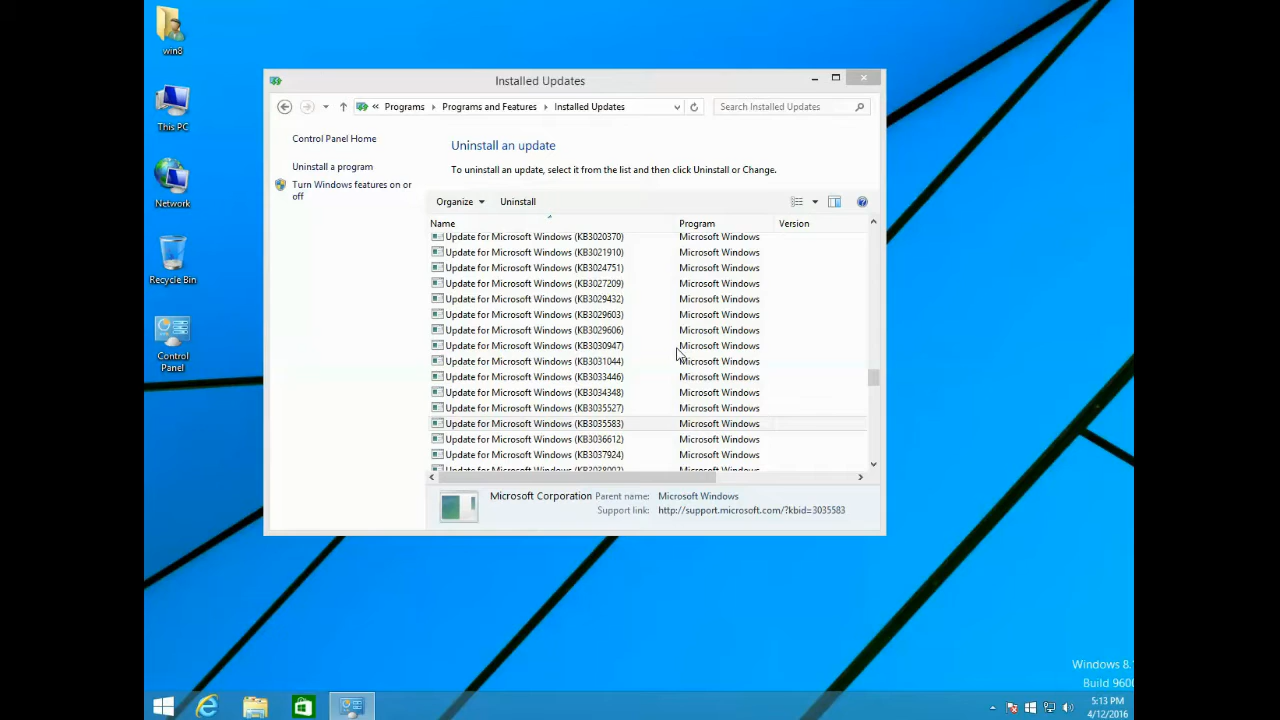 win8
This PC
Network
Recycle Bin
Control
Panel
Installed Updates
« Programs Programs and Features Installed Updates
Search Installed Updates
Control Panel Home
Uninstall a program
Turn Windows features on or
off
Uninstall an update
To uninstall an update, select it from the list and then click Uninstall or Change.
Organize Uninstall
Name Program Version
Update for Microsoft Windows (KB3020370) Microsoft Windows
Update for Microsoft Windows (KB3021910) Microsoft Windows
Update for Microsoft Windows (KB3024751) Microsoft Windows
Update for Microsoft Windows (KB3027209) Microsoft Windows
Update for Microsoft Windows (KB3029432) Microsoft Windows
Update for Microsoft Windows (KB3029603) Microsoft Windows
Update for Microsoft Windows (KB3029606) Microsoft Windows
Update for Microsoft Windows (KB3030947) Microsoft Windows
Update for Microsoft Windows (KB3031044) Microsoft Windows
Update for Microsoft Windows (KB3033446) Microsoft Windows
Update for Microsoft Windows (KB3034348) Microsoft Windows
Update for Microsoft Windows (KB3035527) Microsoft Windows
Update for Microsoft Windows (KB3035583) Microsoft Windows
Update for Microsoft Windows (KB3036612) Microsoft Windows
Update for Microsoft Windows (KB3037924) Microsoft Windows
Update for Microsoft Windows Microsoft Windows
Microsoft Corporation Parent name: Microsoft Windows
Support link: http://support.microsoft.com/?kbid=3035583
Windows 8.
Build 9600
5:13 PM
4/12/2016